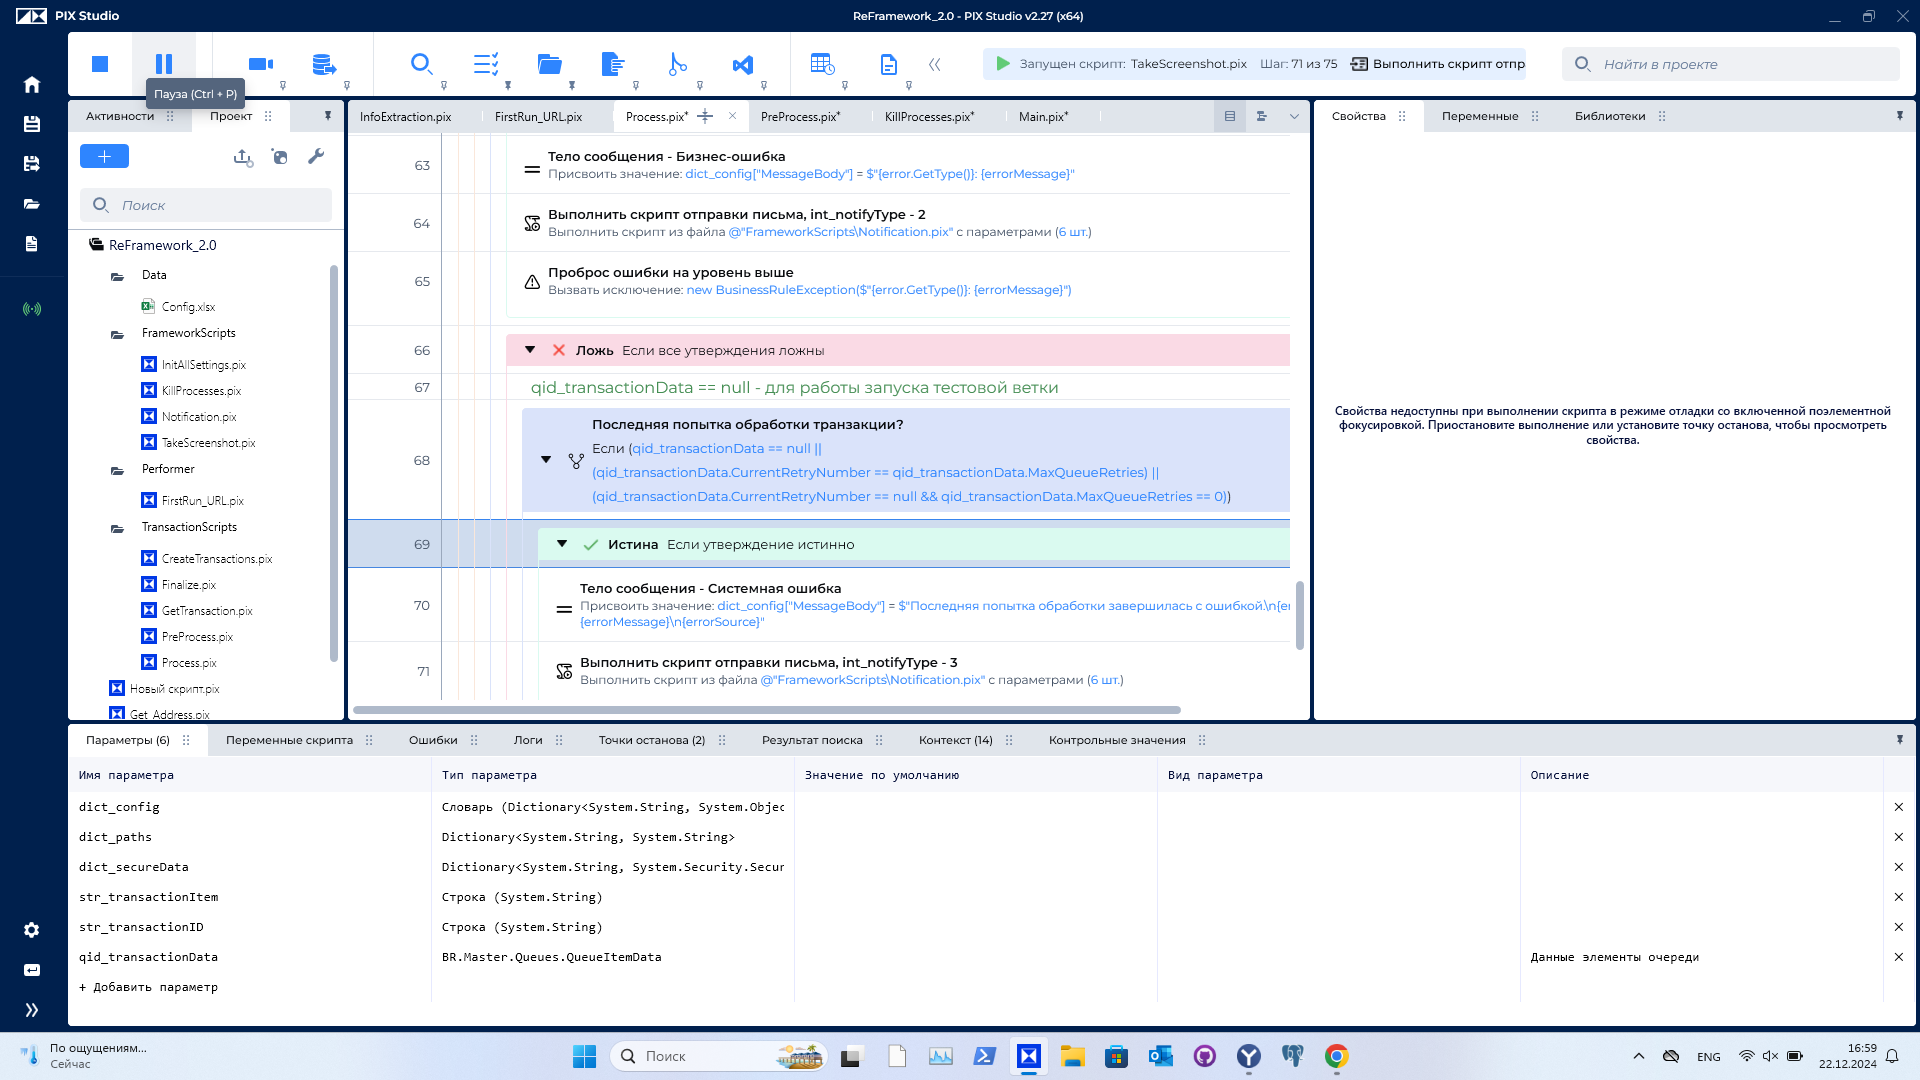 PIX Studio
ReFramework_2.0 - PIX Studio v2.27 (x64)
Запущен скрипт: TakeScreenshot.pix Шаг: 71 из 75 Выполнить скрипт отпр
Найти в проекте
Пауза (Ctrl + P)
Активности
Проект
Поиск
ReFramework_2.0
Data
Config.xlsx
FrameworkScripts
InitAllSettings.pix
KillProcesses.pix
Notification.pix
TakeScreenshot.pix
Performer
FirstRun_URL.pix
TransactionScripts
CreateTransactions.pix
Finalize.pix
GetTransaction.pix
PreProcess.pix
Process.pix
Новый скрипт.pix
Get_Address.pix
InfoExtraction.pix
FirstRun_URL.pix
Process.pix*
PreProcess.pix*
KillProcesses.pix*
Main.pix*
63
Тело сообщения - Бизнес-ошибка
Присвоить значение: dict_config["MessageBody"] = $"{error.GetType()}: {errorMessage}"
64
Выполнить скрипт отправки письма, int_notifyType - 2
Выполнить скрипт из файла @"FrameworkScripts\Notification.pix" с параметрами (6 шт.)
65
Проброс ошибки на уровень выше
Вызвать исключение: new BusinessRuleException($"{error.GetType()}: {errorMessage}")
66
Ложь Если все утверждения ложны
67
qid_transactionData == null - для работы запуска тестовой ветки
68
Последняя попытка обработки транзакции?
Если (qid_transactionData == null ||
(qid_transactionData.CurrentRetryNumber == qid_transactionData.MaxQueueRetries) ||
(qid_transactionData.CurrentRetryNumber == null && qid_transactionData.MaxQueueRetries == 0))
69
Истина Если утверждение истинно
70
Тело сообщения - Системная ошибка
Присвоить значение: dict_config["MessageBody"] = $"Последняя попытка обработки завершилась с ошибкой.\n{er
{errorMessage}\n{errorSource}"
71
Выполнить скрипт отправки письма, int_notifyType - 3
Выполнить скрипт из файла @"FrameworkScripts\Notification.pix" с параметрами (6 шт.)
Свойства
Переменные
Библиотеки
Свойства недоступны при выполнении скрипта в режиме отладки со включенной поэлементной
фокусировкой. Приостановите выполнение или установите точку останова, чтобы просмотреть
свойства.
Параметры (6)
Переменные скрипта
Ошибки
Логи
Точки останова (2)
Результат поиска
Контекст (14)
Контрольные значения
Имя параметра Тип параметра Значение по умолчанию Вид параметра Описание
dict_config Словарь (Dictionary<System.String, System.Objec
dict_paths Dictionary<System.String, System.String>
dict_secureData Dictionary<System.String, System.Security.Secur
str_transactionItem Строка (System.String)
str_transactionID Строка (System.String)
qid_transactionData BR.Master.Queues.QueueItemData Данные элементы очереди
+ Добавить параметр
По ощущениям...
Сейчас
Поиск
ENG
16:59
22.12.2024